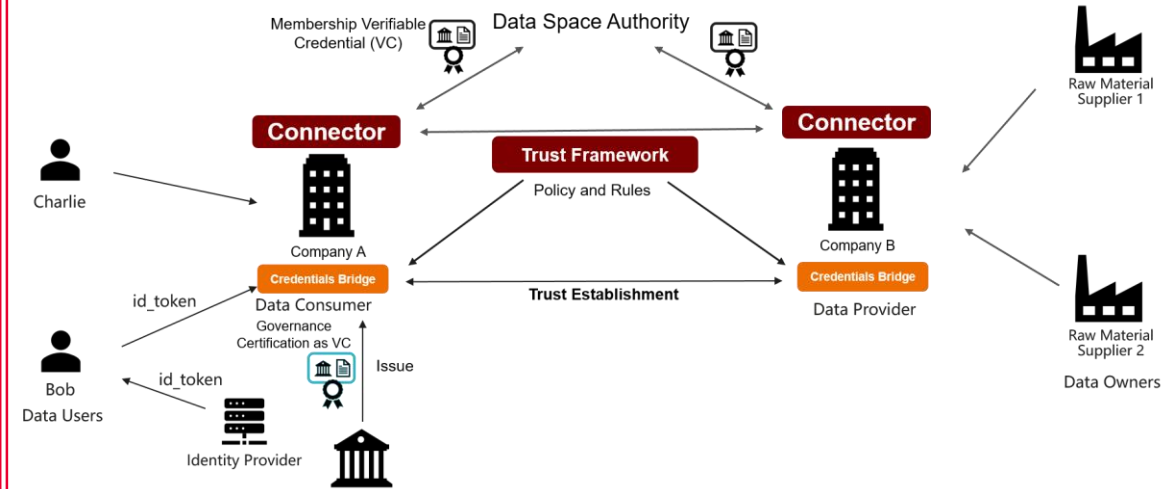 Membership Verifiable
Credential (VC)
Data Space Authority
Raw Material
Supplier 1
Connector
Connector
Trust Framework
Policy and Rules
Charlie
Company A
Company B
Credentials Bridge
Credentials Bridge
id_token
Data Consumer
Trust Establishment
Data Provider
Governance
Certification as VC
Issue
Raw Material
Supplier 2
Bob
id_token
Data Owners
Data Users
Identity Provider